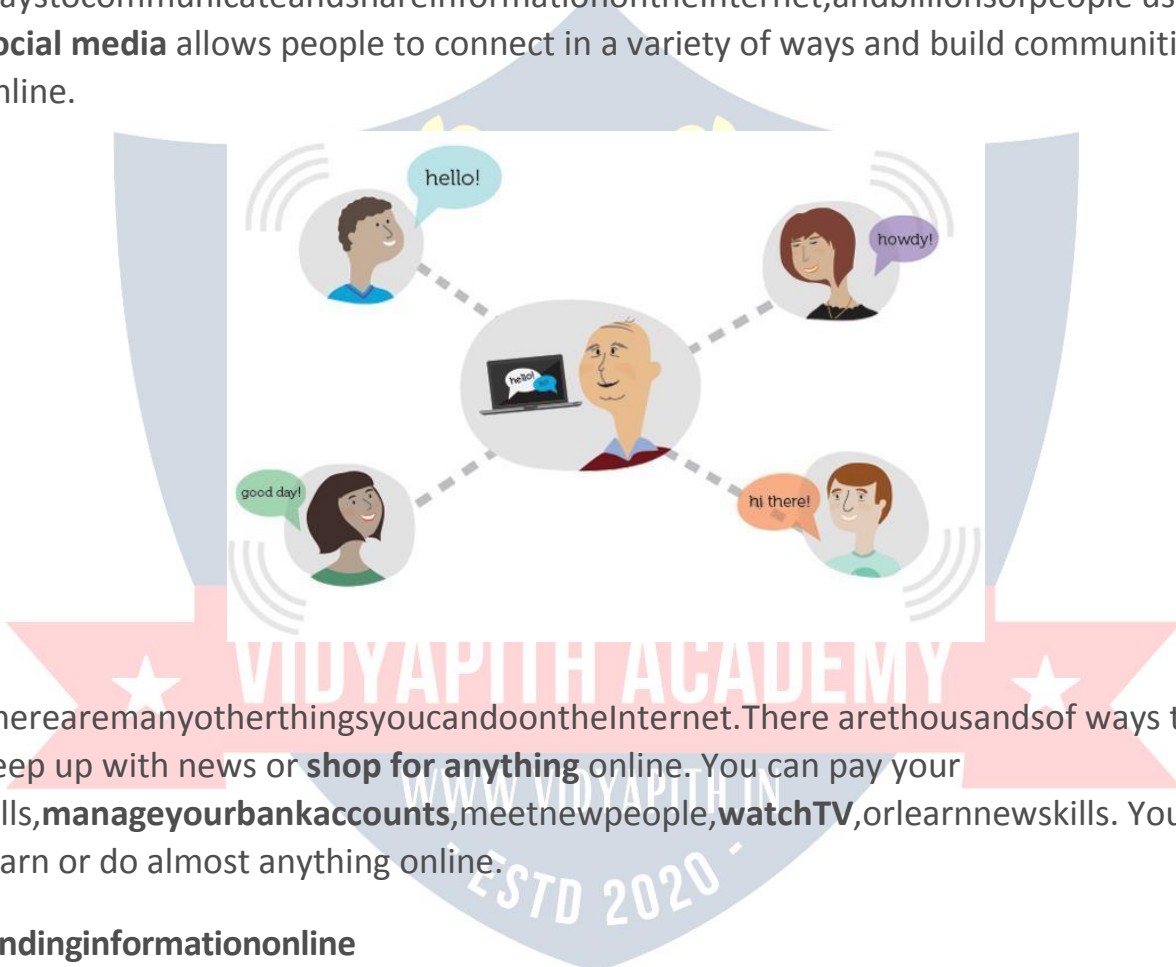 aystocommunicateandshareinformationontheInternet,andbillionsofpeople us
ocial media allows people to connect in a variety of ways and build communiti
nline.
hello!
howdy!
hello!
good day!
hi there!
VIDYAPITH ACADEMY
herearemanyotherthingsyoucandoontheInternet.There arethousandsof ways t
eep up with news or shop for anything online. You can pay your
WWW VIDYAPITH IN
lls,manageyourbankaccounts,meetnewpeople,watchTV,orlearnnewskills. You
arn or do almost anything online.
- ESTD 2020 -
ndinginformationonline